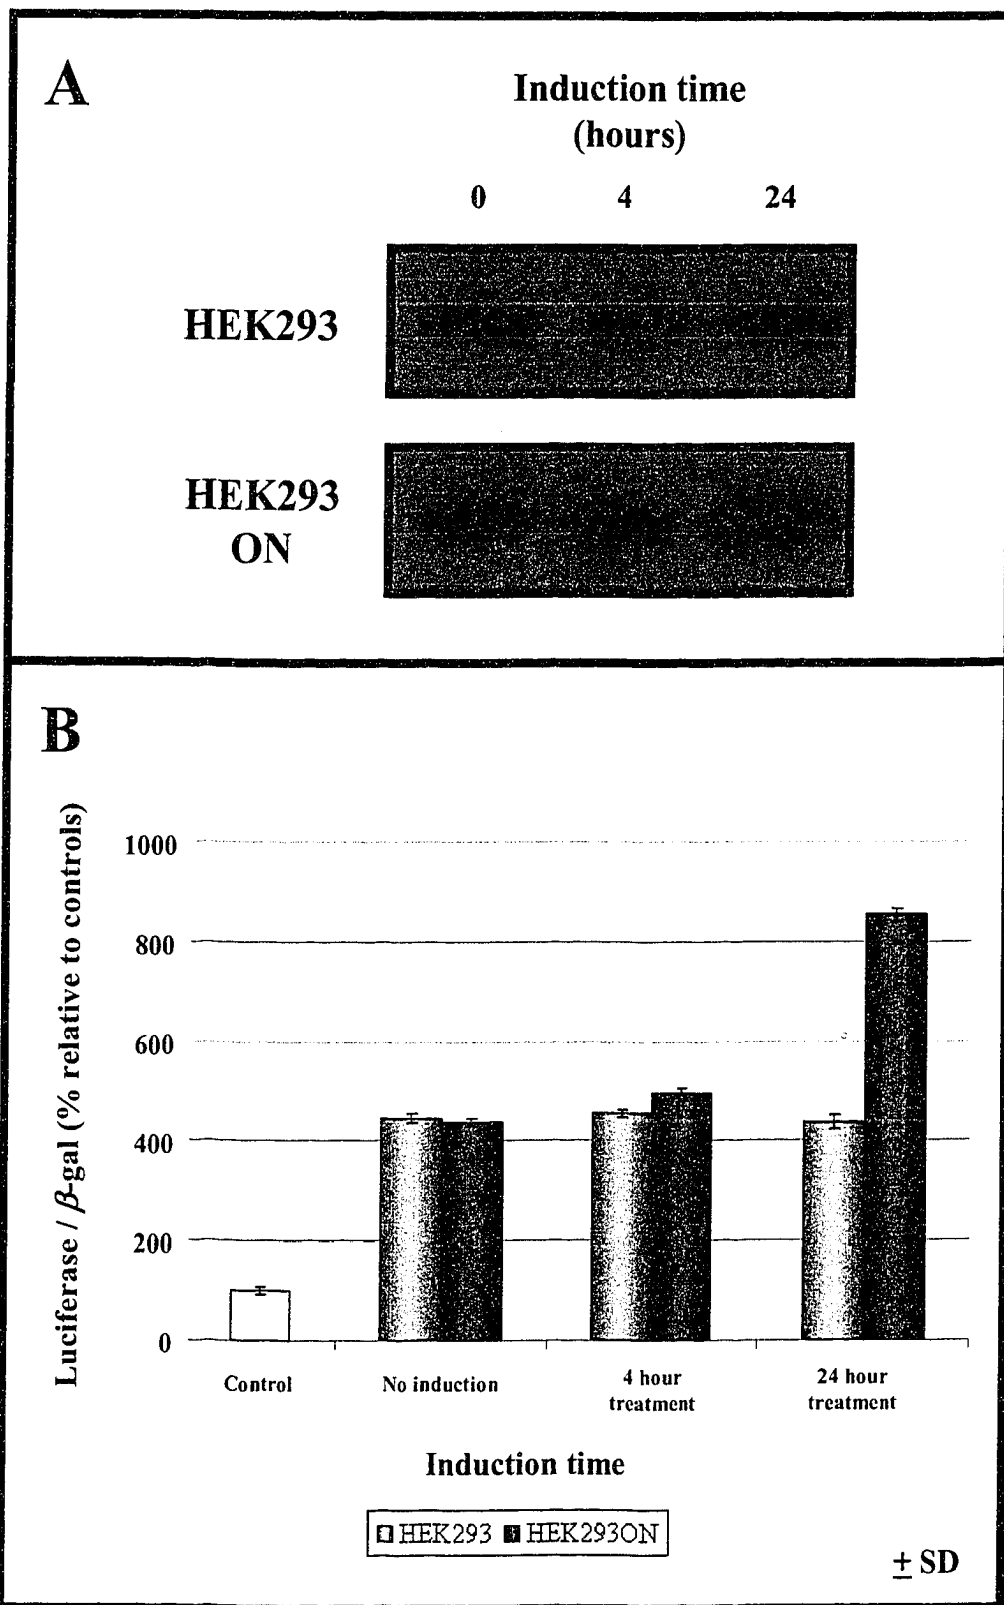 A
Induction time
(hours)
0 4 24
HEK293
HEK293
ON
B
Luciferase / β-gal (% relative to controls)
1000
800
600
400
200
0
Control
No induction
4 hour
treatment
24 hour
treatment
Induction time
HEK293 HEK293ON
± SD